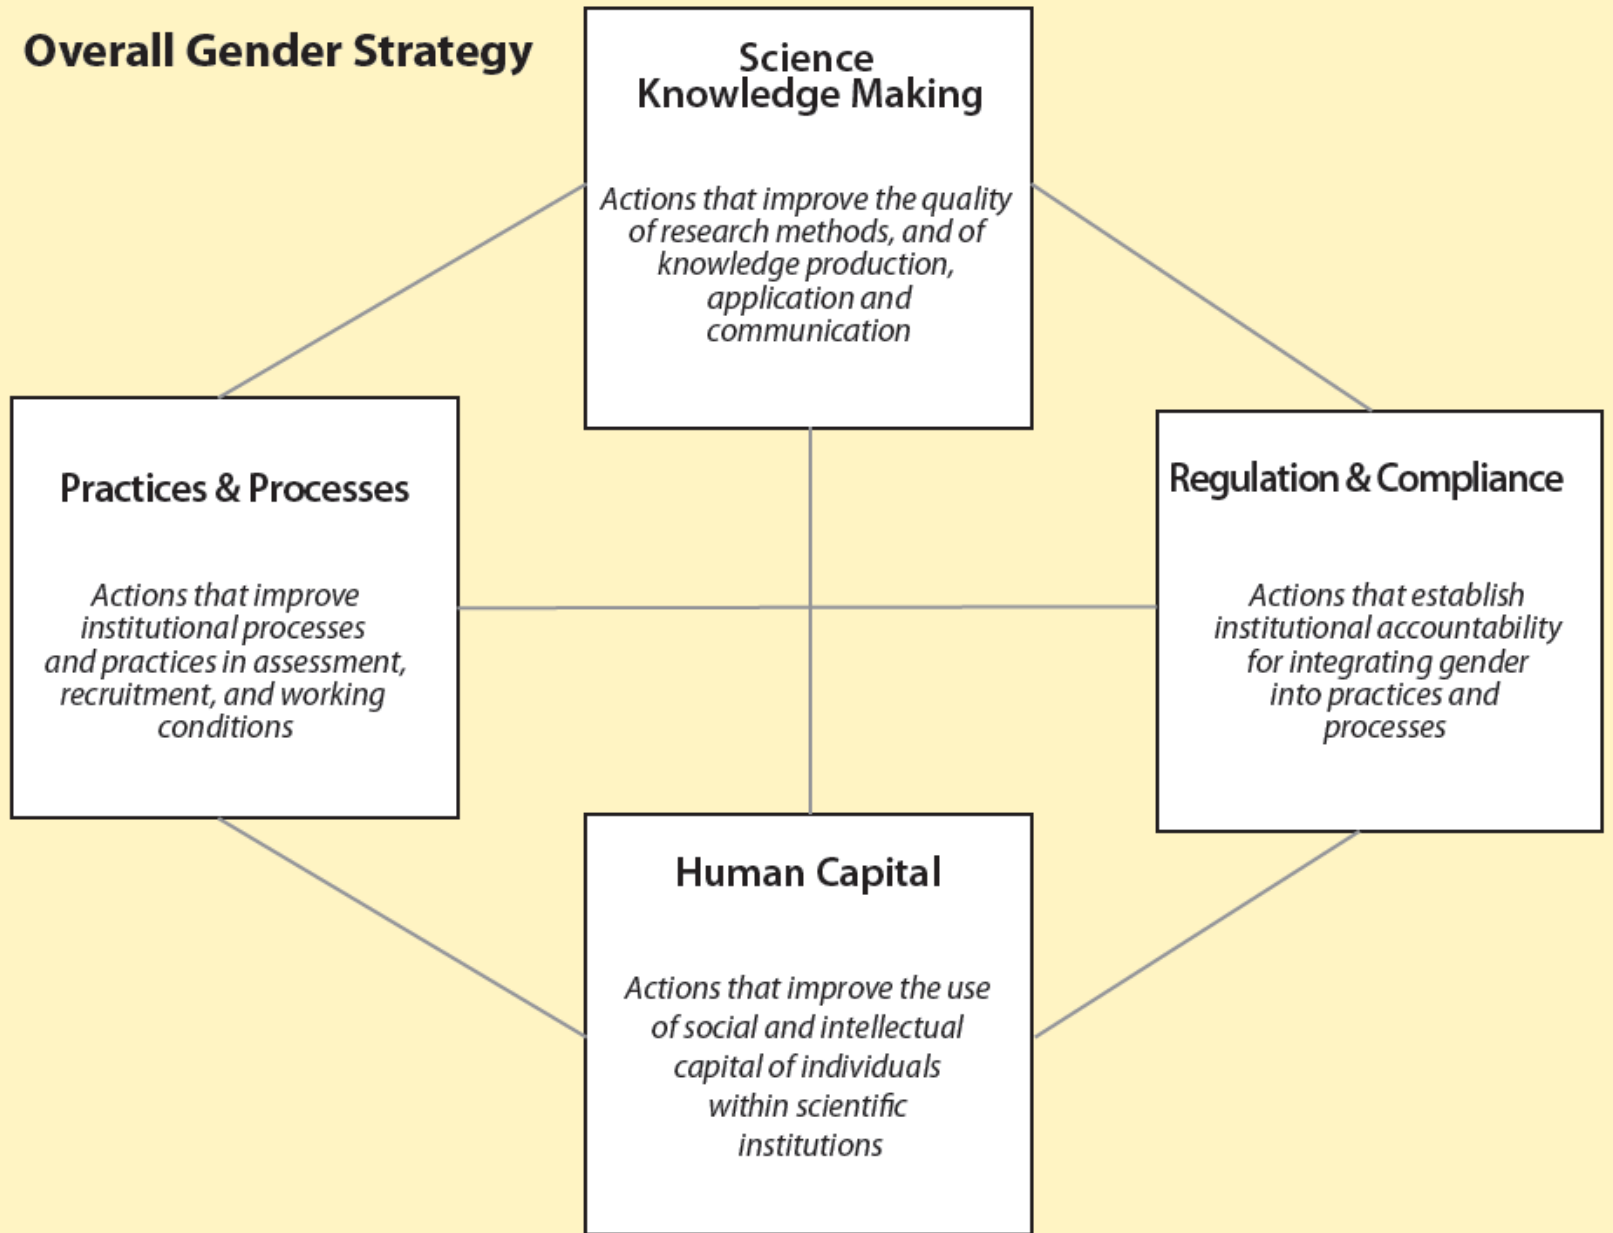 Overall Gender Strategy
Science
Knowledge Making
Actions that improve the quality
of research methods, and of
knowledge production,
application and
communication
Practices & Processes
Actions that improve
institutional processes
and practices in assessment,
recruitment, and working
conditions
Regulation & Compliance
Actions that establish
institutional accountability
for integrating gender
into practices and
processes
Human Capital
Actions that improve the use
of social and intellectual
capital of individuals
within scientific
institutions